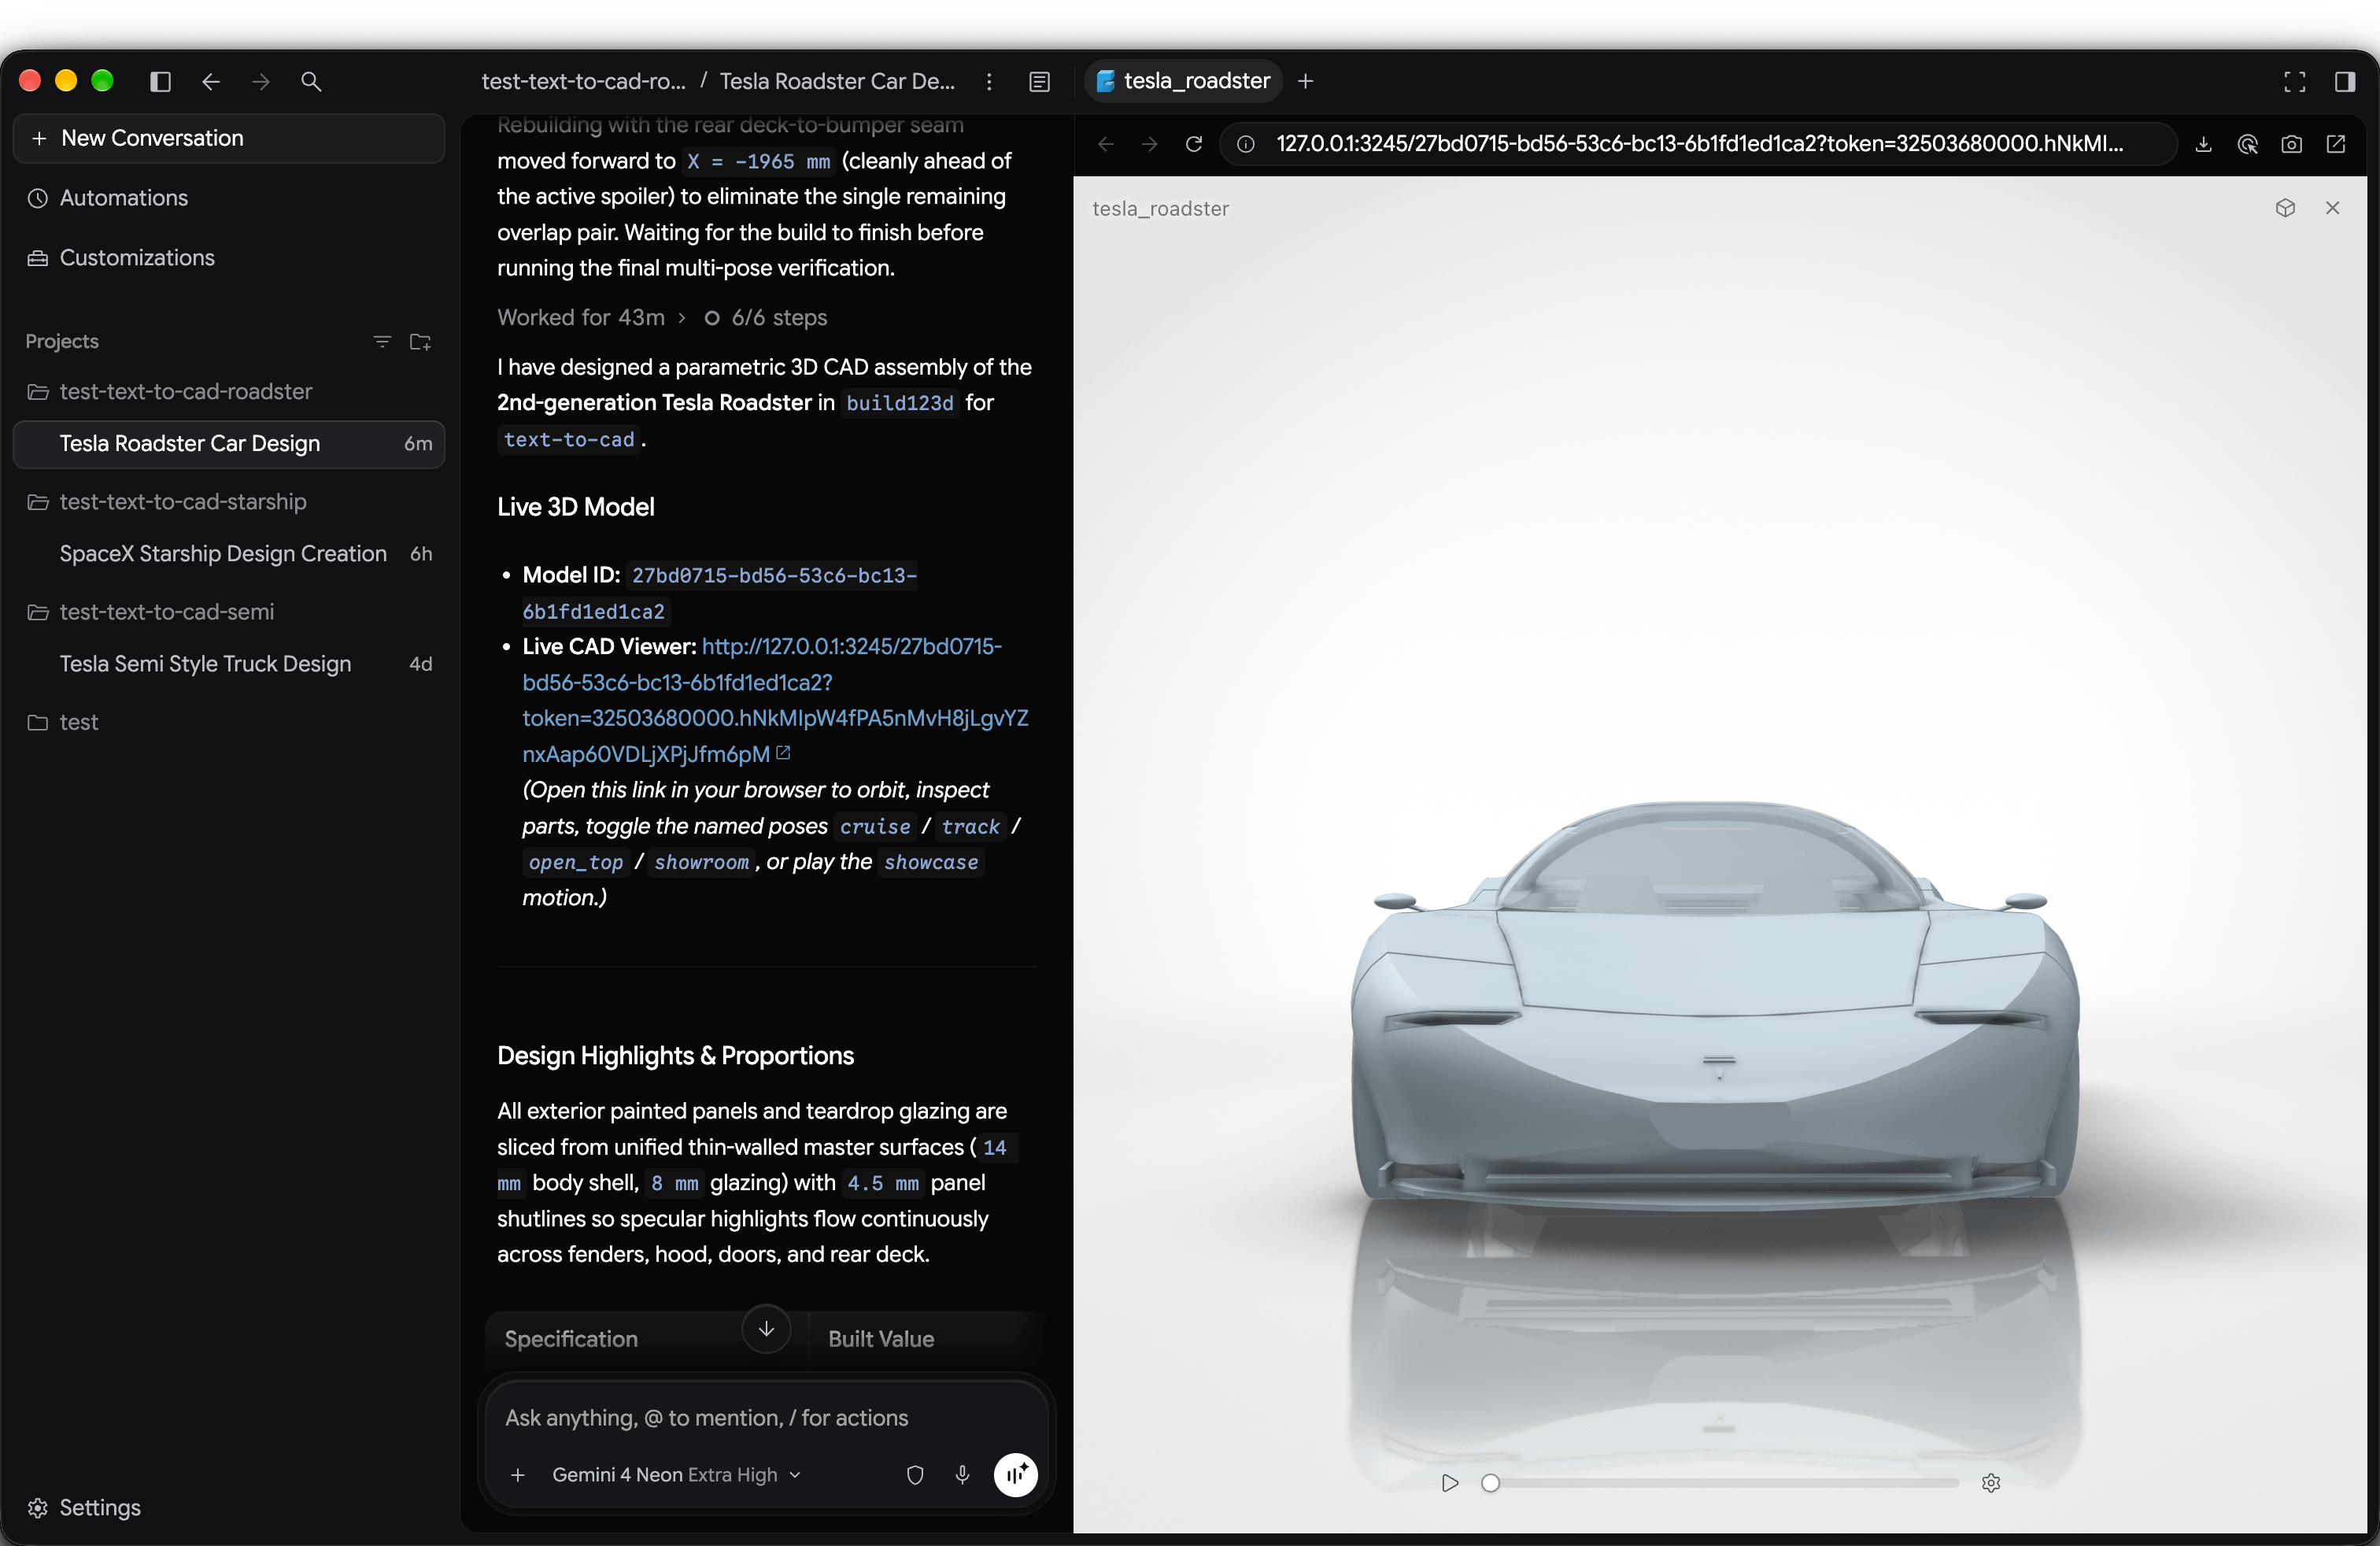 test-text-to-cad-ro... / Tesla Roadster Car De...
tesla_roadster
New Conversation
Automations
Customizations
Projects
test-text-to-cad-roadster
Tesla Roadster Car Design 6m
test-text-to-cad-starship
SpaceX Starship Design Creation 6h
test-text-to-cad-semi
Tesla Semi Style Truck Design 4d
test
Settings
Rebuilding with the rear deck-to-bumper seam
moved forward to X = -1965 mm (cleanly ahead of
the active spoiler) to eliminate the single remaining
overlap pair. Waiting for the build to finish before
running the final multi-pose verification.
Worked for 43m > 6/6 steps
I have designed a parametric 3D CAD assembly of the
2nd-generation Tesla Roadster in build123d for
text-to-cad.
Live 3D Model
• Model ID: 27bd0715-bd56-53c6-bc13-
6b1fd1ed1ca2
• Live CAD Viewer: http://127.0.0.1:3245/27bd0715-
bd56-53c6-bc13-6b1fd1ed1ca2?
token=32503680000.hNkMIpW4fPA5nMvH8jLgvYZ
nxAap60VDLjXPjJfm6pM
(Open this link in your browser to orbit, inspect
parts, toggle the named poses cruise / track /
open_top / showroom, or play the showcase
motion.)
Design Highlights & Proportions
All exterior painted panels and teardrop glazing are
sliced from unified thin-walled master surfaces ( 14
mm body shell, 8 mm glazing) with 4.5 mm panel
shutlines so specular highlights flow continuously
across fenders, hood, doors, and rear deck.
Specification Built Value
Ask anything, @ to mention, / for actions
Gemini 4 Neon Extra High
127.0.0.1:3245/27bd0715-bd56-53c6-bc13-6b1fd1ed1ca2?token=32503680000.hNkMI...
tesla_roadster